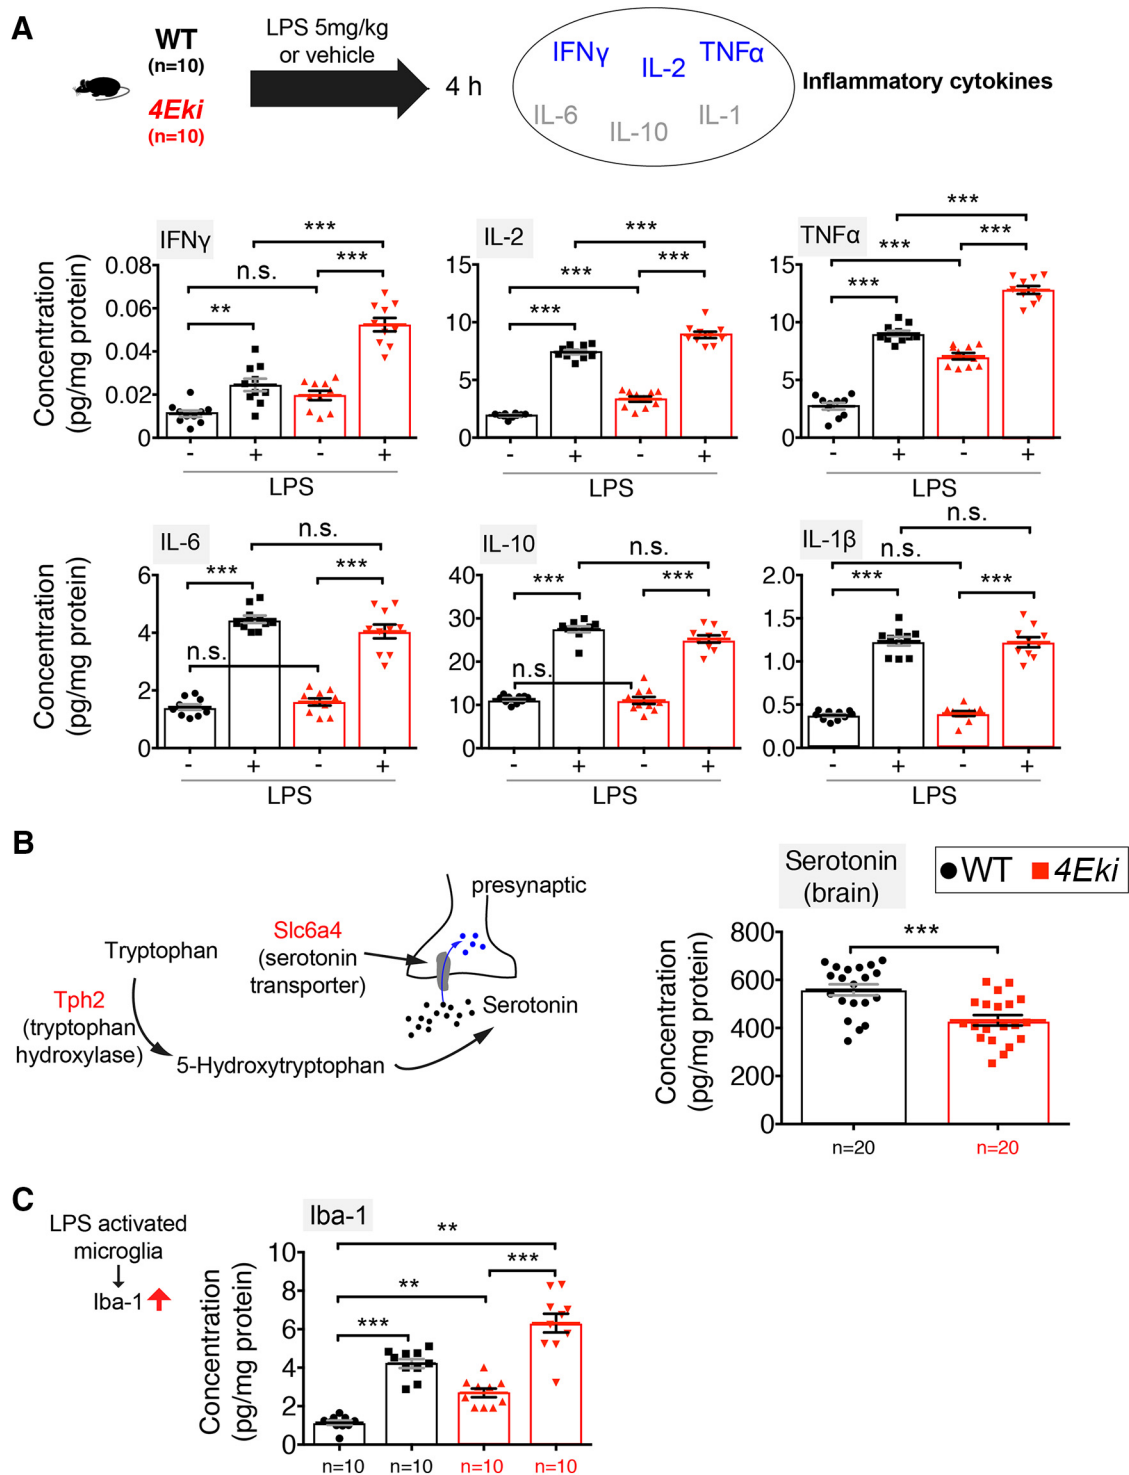 A
WT
(n=10)
4Eki
(n=10)
LPS 5mg/kg
or vehicle
4 h
IFNγ
IL-2
TNFα
IL-6
IL-10
IL-1
Inflammatory cytokines
IFNγ
Concentration
(pg/mg protein)
0.08
0.06
0.04
0.02
0
**
n.s.
***
***
- + - +
LPS
IL-2
15
10
5
0
***
***
***
***
- + - +
LPS
TNFα
15
10
5
0
***
***
***
***
- + - +
LPS
IL-6
Concentration
(pg/mg protein)
6
4
2
0
***
n.s.
***
n.s.
- + - +
LPS
IL-10
40
30
20
10
0
***
n.s.
***
n.s.
- + - +
LPS
IL-1β
2.0
1.5
1.0
0.5
0.0
***
n.s.
***
n.s.
- + - +
LPS
B
Tryptophan
Tph2
(tryptophan
hydroxylase)
5-Hydroxytryptophan
Slc6a4
(serotonin
transporter)
presynaptic
Serotonin
Serotonin
(brain)
WT
4Eki
Concentration
(pg/mg protein)
800
600
400
200
0
***
n=20
n=20
C
LPS activated
microglia
Iba-1
Iba-1
Concentration
(pg/mg protein)
10
8
6
4
2
0
**
***
**
***
n=10
n=10
n=10
n=10